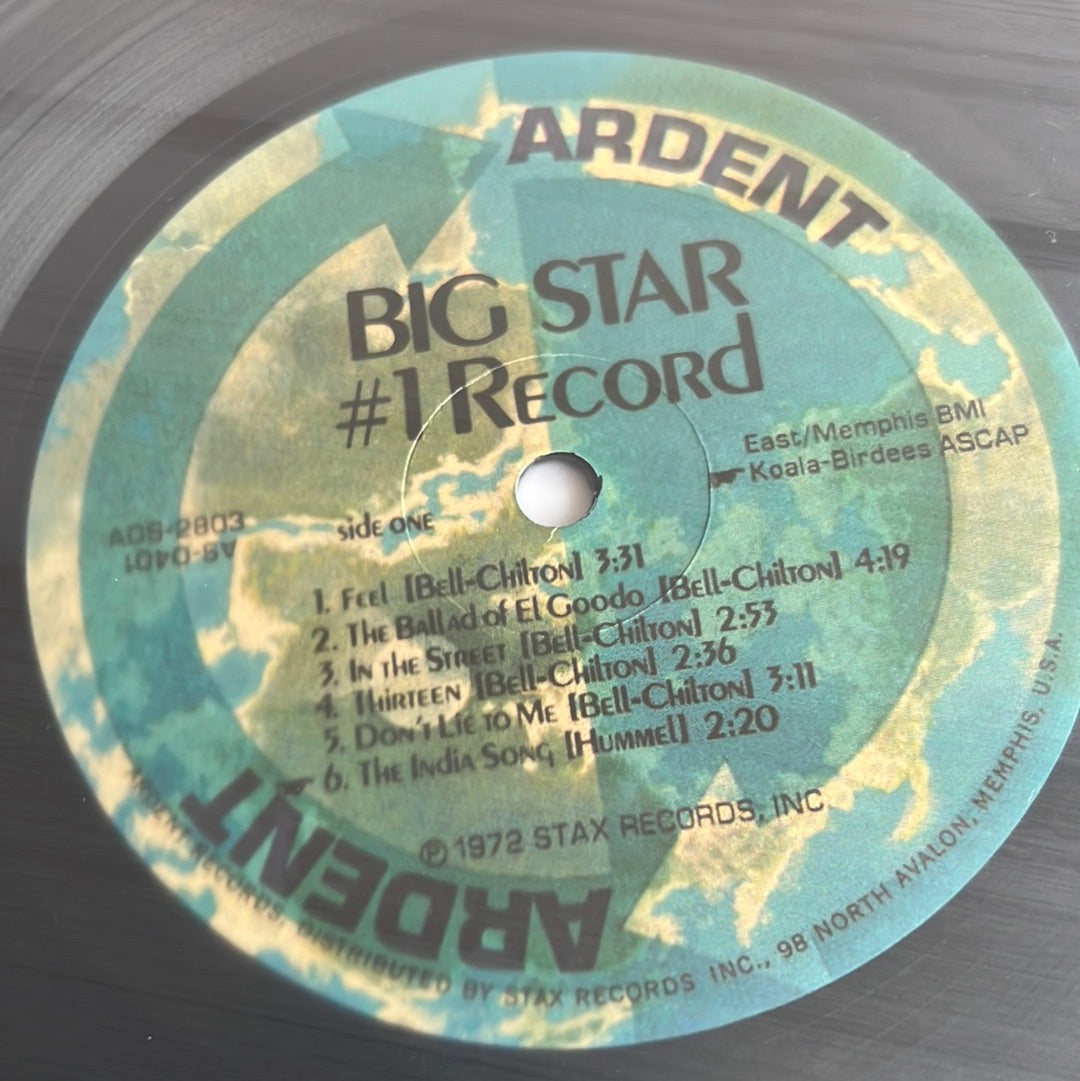 ARDENT
BIG STAR
#1 RECORD
East/Memphis BMI
Koala-Birdees ASCAP
ADS-2803
side ONE
1. FEEL [BELL-CHILTON] 3:31
2. THE BALLAD of EL GOODO [BELL-CHILTON] 4:19
3. IN THE STREET [BELL-CHILTON] 2:53
4. THIRTEEN [BELL-CHILTON] 2:36
5. DON'T LIE TO ME [BELL-CHILTON] 3:11
6. THE INDIA SONG [HUMMEL] 2:20
℗ 1972 STAX RECORDS, INC
ARDENT
ARDENT RECORDS, DISTRIBUTED BY STAX RECORDS INC., 98 NORTH AVALON, MEMPHIS, U.S.A.